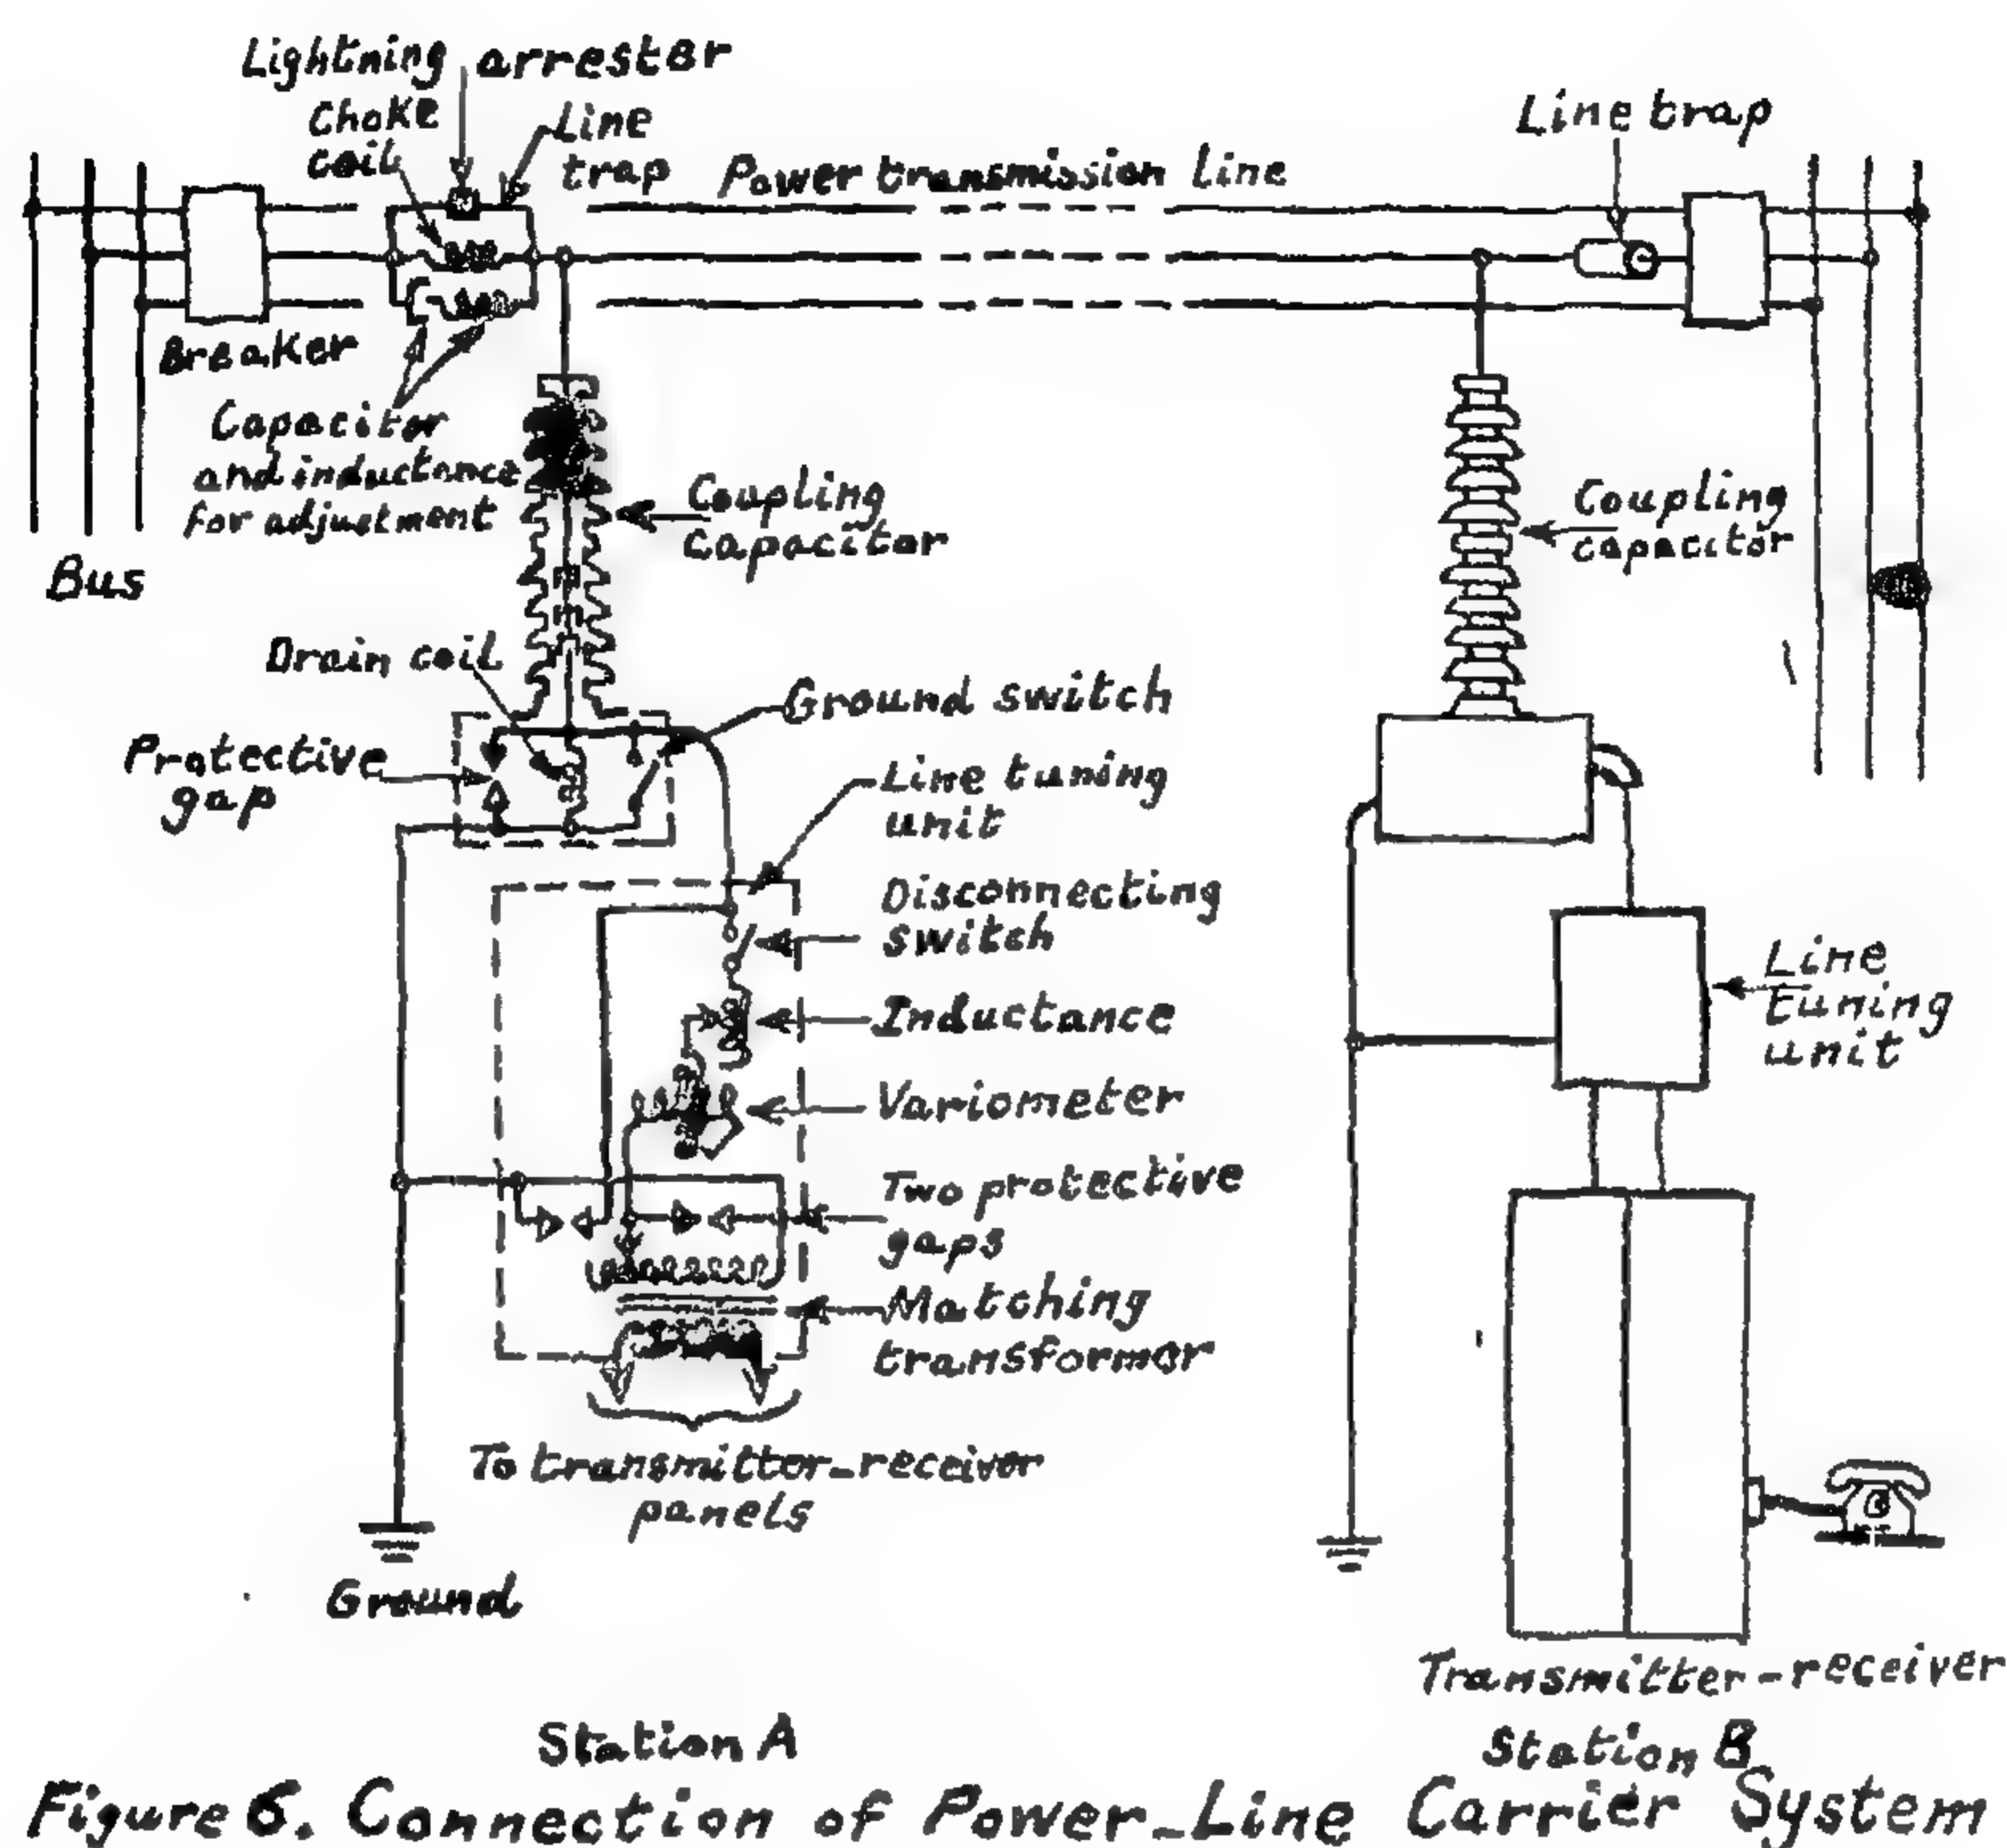 Lightning arrester
Choke
coil
Line
trap
Power transmission Line
Line trap
Breaker
Capacitor
and inductance
for adjustment
Bus
Coupling
capacitor
Coupling
capacitor
Drain coil
Ground switch
Protective
gap
Line tuning
unit
Disconnecting
switch
Inductance
Line
tuning
unit
Variometer
Two protective
gaps
Matching
transformer
To transmitter-receiver
panels
Ground
Transmitter-receiver
Station A
Station B
Figure 6. Connection of Power-Line Carrier System